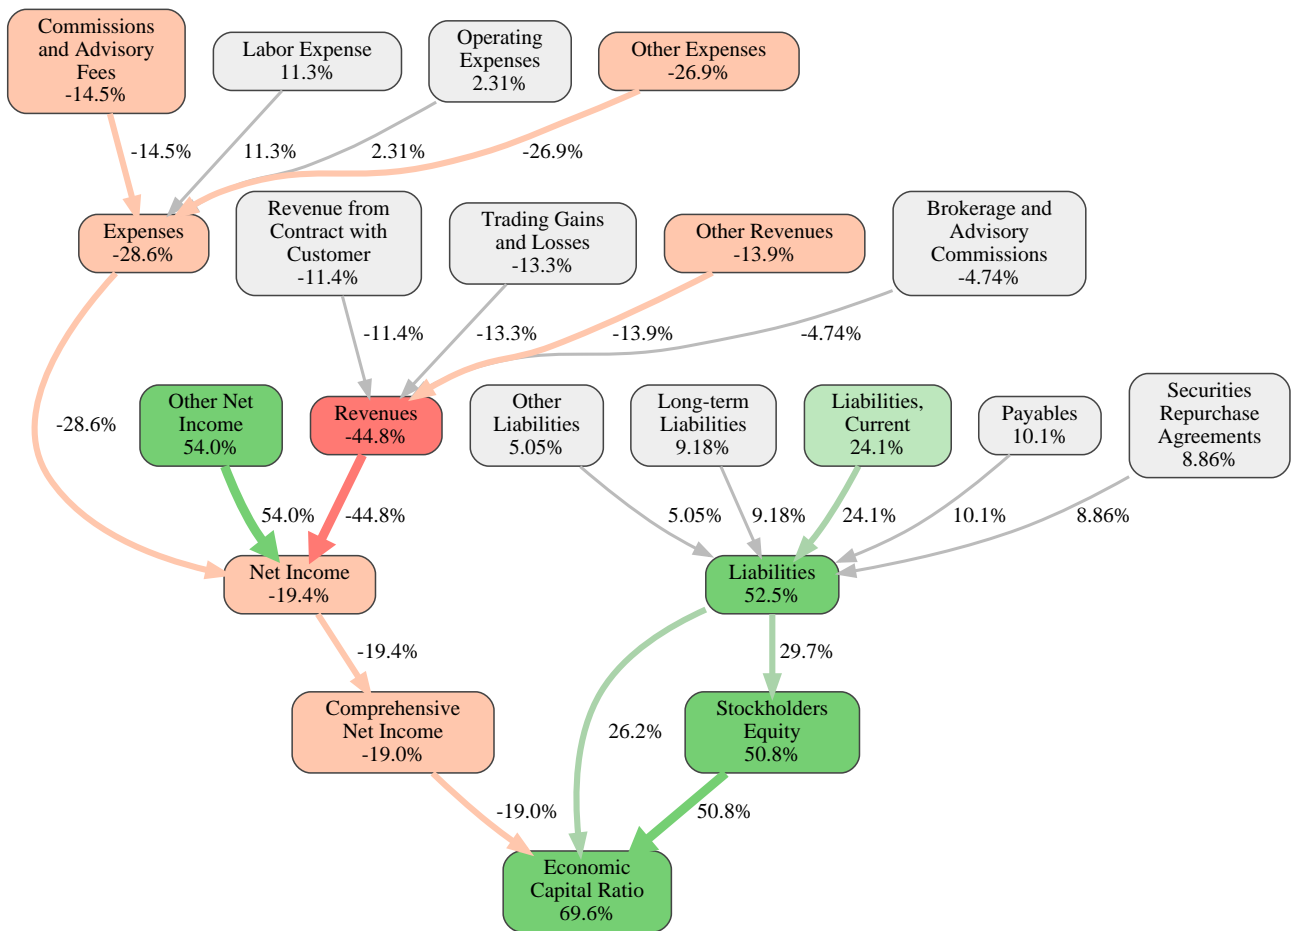 Commissions
and Advisory
Fees
-14.5%
Labor Expense
11.3%
Operating
Expenses
2.31%
Other Expenses
-26.9%
-14.5%
11.3%
2.31%
-26.9%
Expenses
-28.6%
Revenue from
Contract with
Customer
-11.4%
Trading Gains
and Losses
-13.3%
Other Revenues
-13.9%
Brokerage and
Advisory
Commissions
-4.74%
-11.4%
-13.3%
-13.9%
-4.74%
-28.6%
Other Net
Income
54.0%
Revenues
-44.8%
Other
Liabilities
5.05%
Long-term
Liabilities
9.18%
Liabilities,
Current
24.1%
Payables
10.1%
Securities
Repurchase
Agreements
8.86%
54.0%
-44.8%
5.05%
9.18%
24.1%
10.1%
8.86%
Net Income
-19.4%
Liabilities
52.5%
-19.4%
29.7%
Comprehensive
Net Income
-19.0%
26.2%
Stockholders
Equity
50.8%
-19.0%
50.8%
Economic
Capital Ratio
69.6%